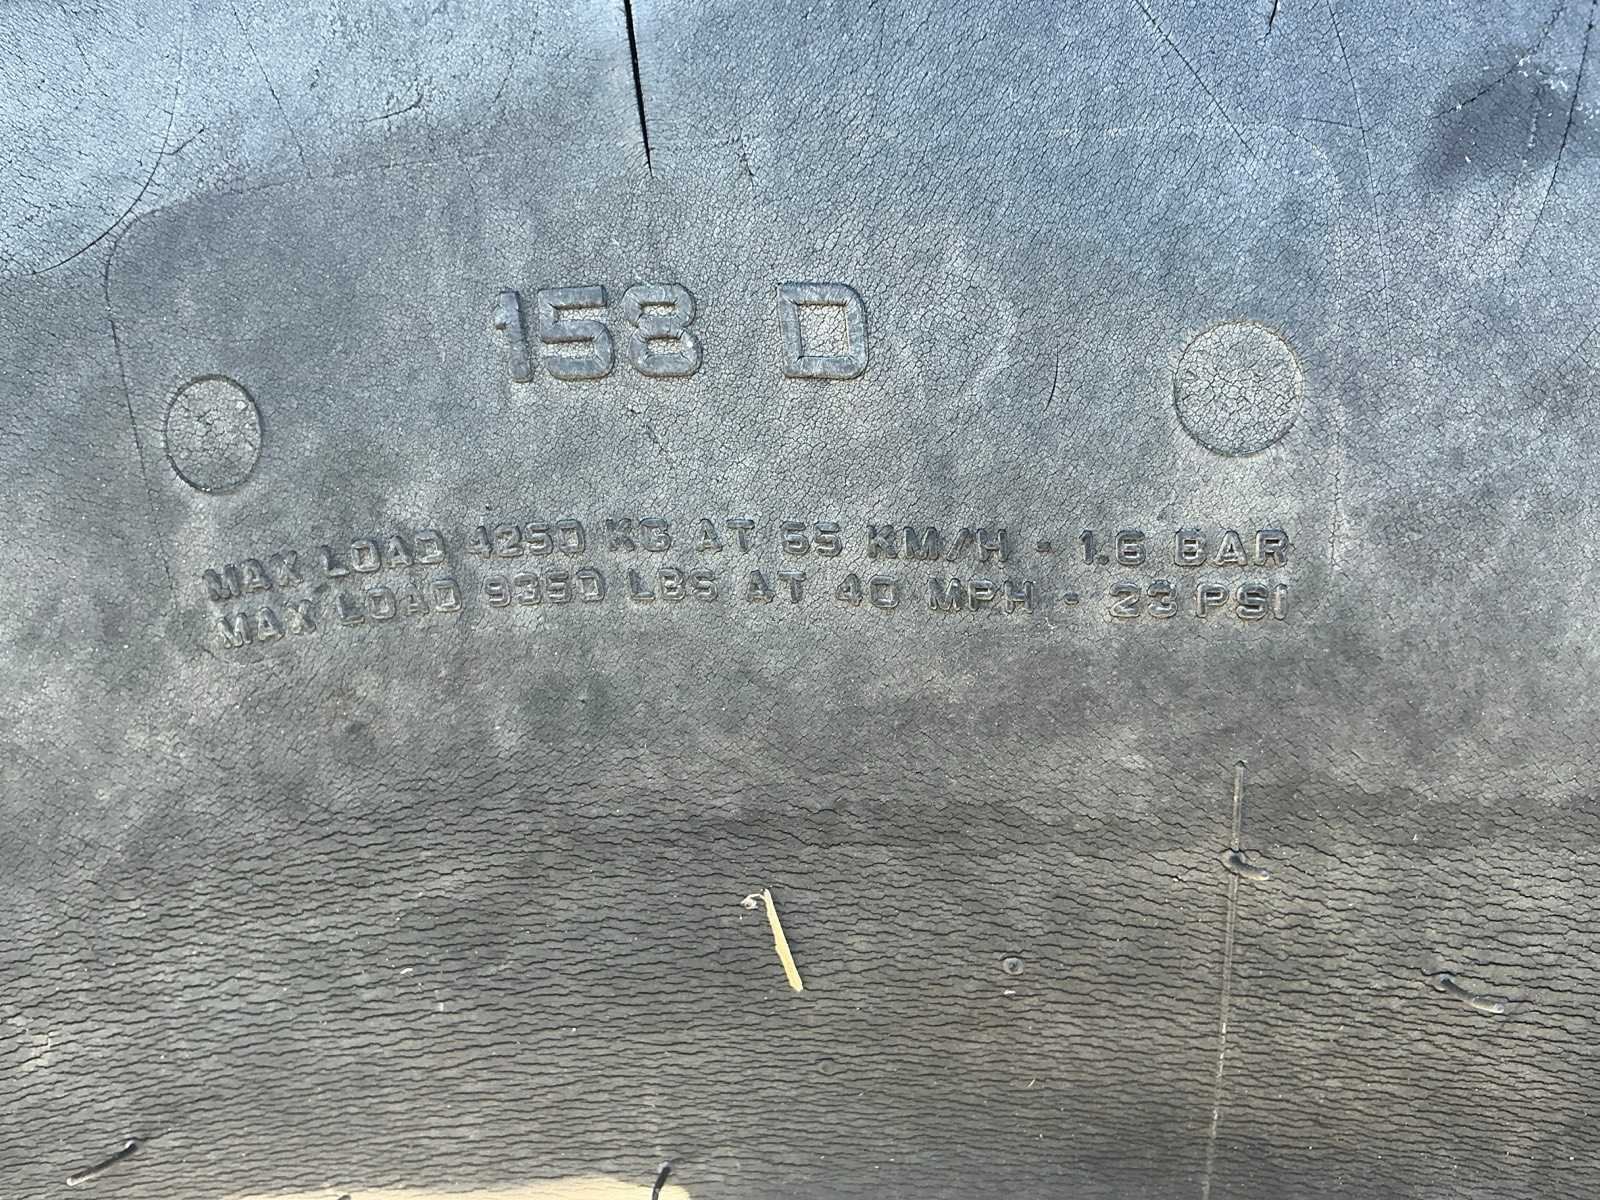 158 D
MAX LOAD 4250 KG AT 65 KM/H - 1.6 BAR
MAX LOAD 9350 LBS AT 40 MPH - 23 PSI